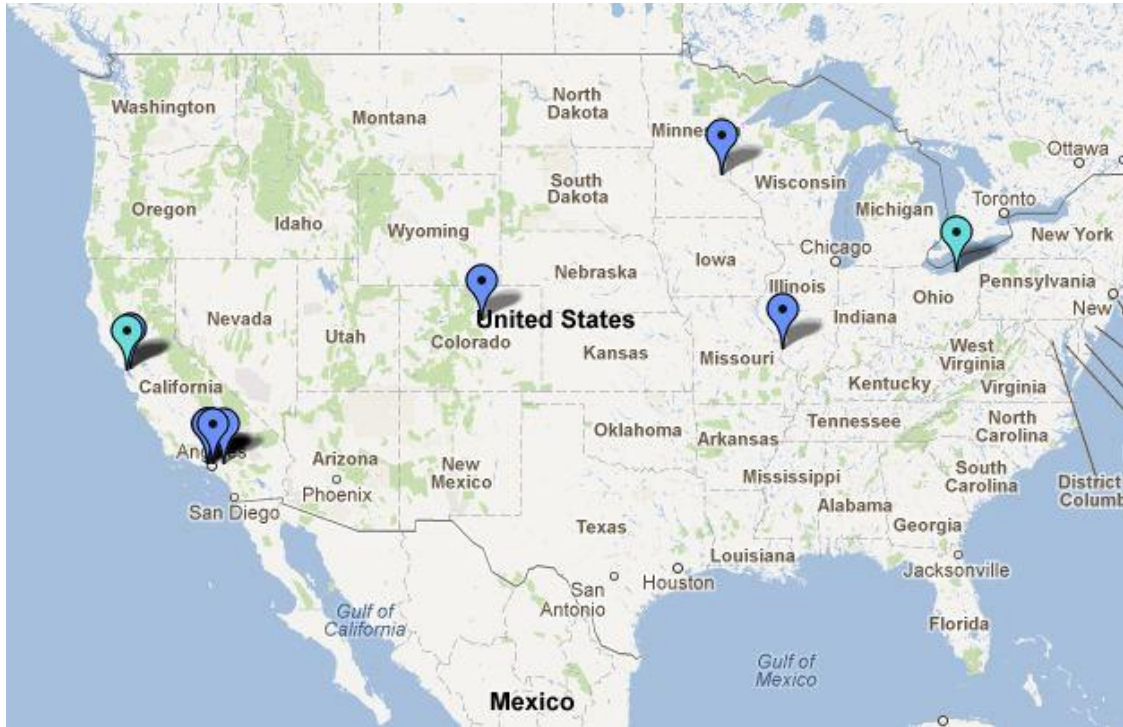 Washington
Montana
North
Dakota
Minne
Ottawa
Oregon
Idaho
Wyoming
South
Dakota
Wisconsin
Michigan
Toronto
New York
Chicago
Iowa
Nebraska
Illinois
Ohio
Pennsylvania
New Y
Nevada
Utah
Colorado
United States
Kansas
Missouri
Indiana
West
Virginia
Virginia
Kentucky
California
Oklahoma
Arkansas
Tennessee
North
Carolina
Angeles
Arizona
New
Mexico
Phoenix
Mississippi
Alabama
South
Carolina
District
Columb
San Diego
Texas
Louisiana
Georgia
Jacksonville
San
Antonio
Houston
Florida
Gulf of
California
Gulf of
Mexico
Mexico